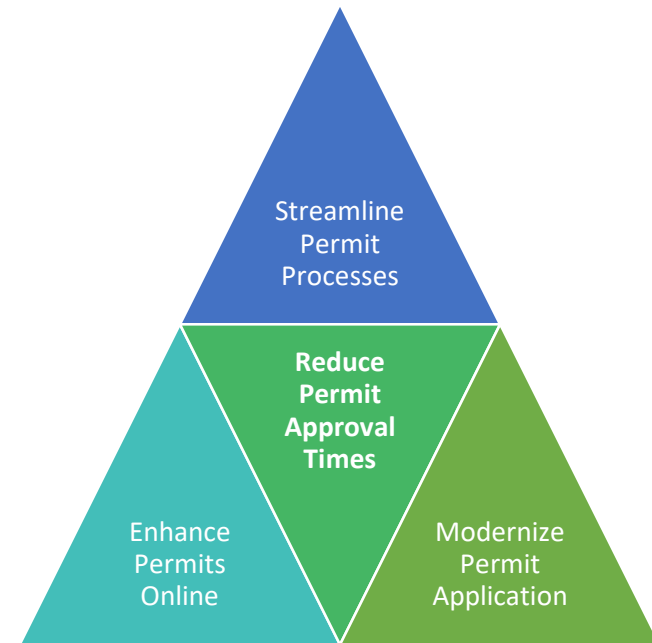 Streamline
Permit
Processes
Reduce
Permit
Approval
Times
Enhance
Permits
Online
Modernize
Permit
Application